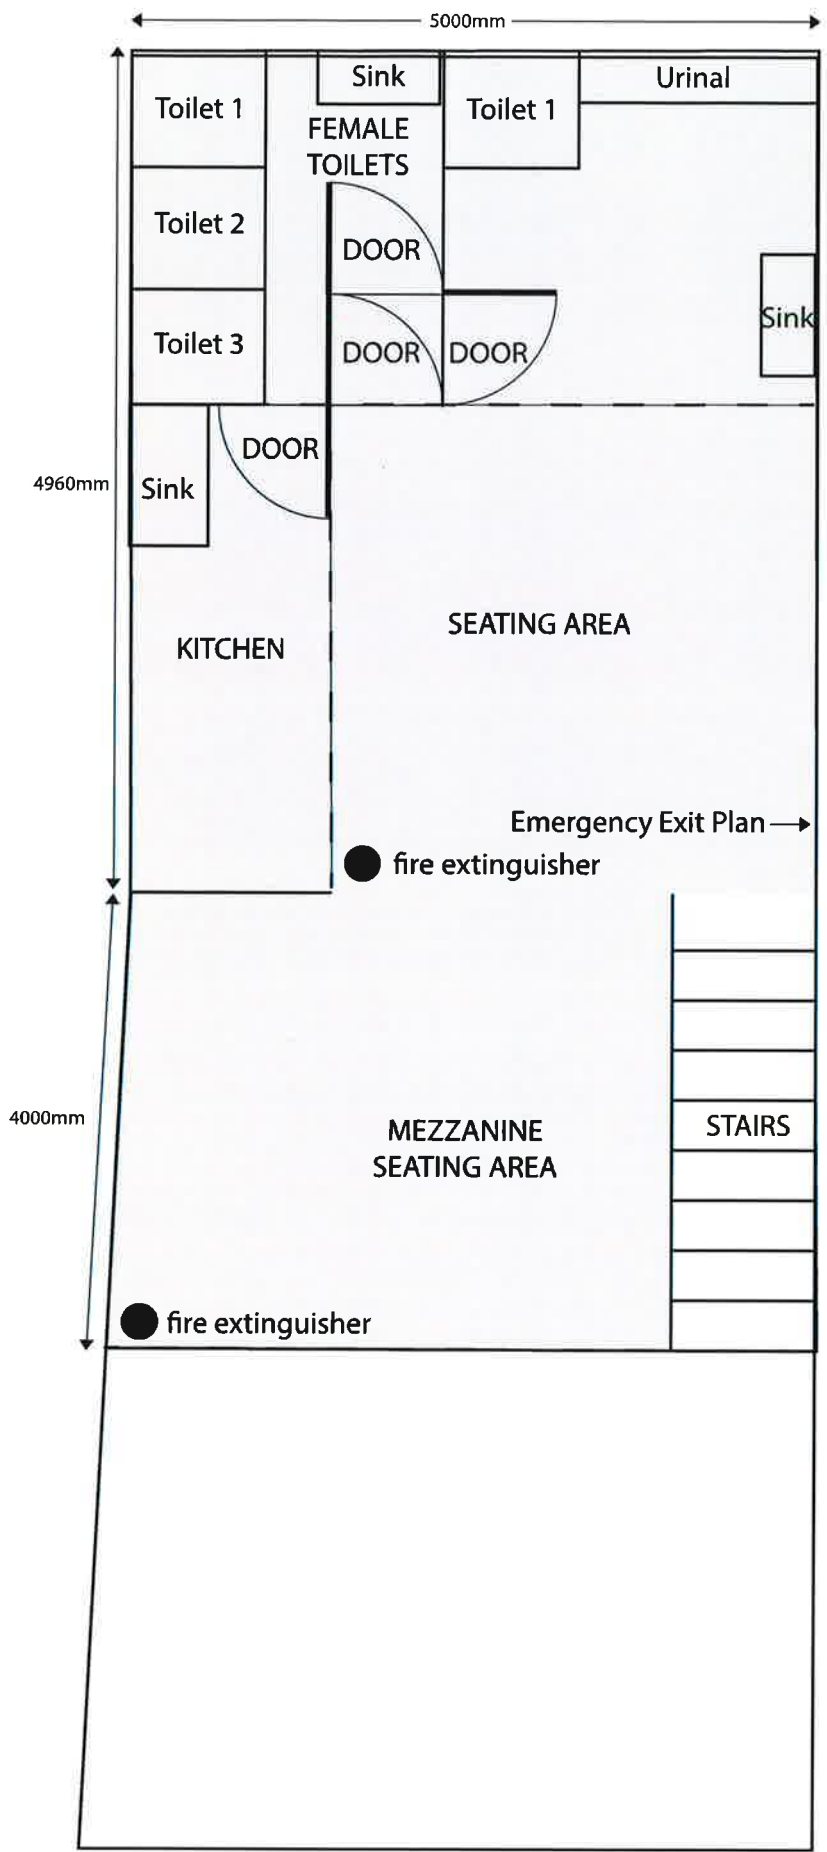 5000mm
Toilet 1
Sink
Toilet 1
Urinal
FEMALE
TOILETS
Toilet 2
DOOR
Sink
Toilet 3
DOOR
DOOR
DOOR
Sink
4960mm
KITCHEN
SEATING AREA
Emergency Exit Plan
fire extinguisher
4000mm
MEZZANINE
SEATING AREA
STAIRS
fire extinguisher